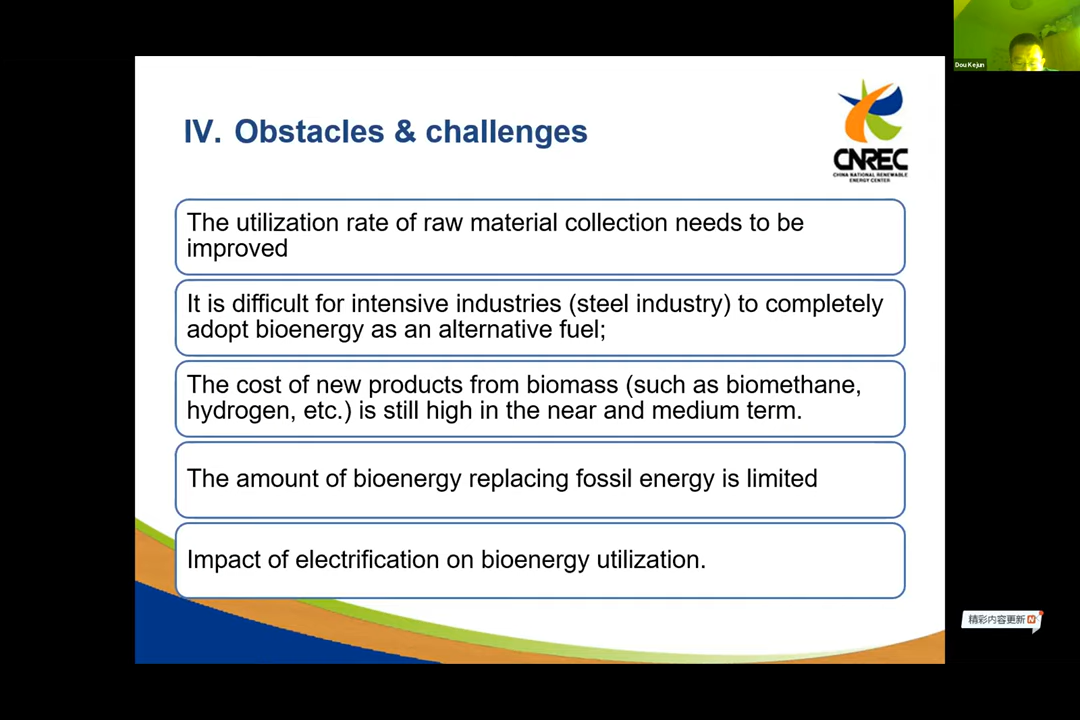 Dou Kejun
IV. Obstacles & challenges
CNREC
CHINA NATIONAL RENEWABLE
ENERGY CENTER
The utilization rate of raw material collection needs to be
improved
It is difficult for intensive industries (steel industry) to completely
adopt bioenergy as an alternative fuel;
The cost of new products from biomass (such as biomethane,
hydrogen, etc.) is still high in the near and medium term.
The amount of bioenergy replacing fossil energy is limited
Impact of electrification on bioenergy utilization.
精彩内容更新 N